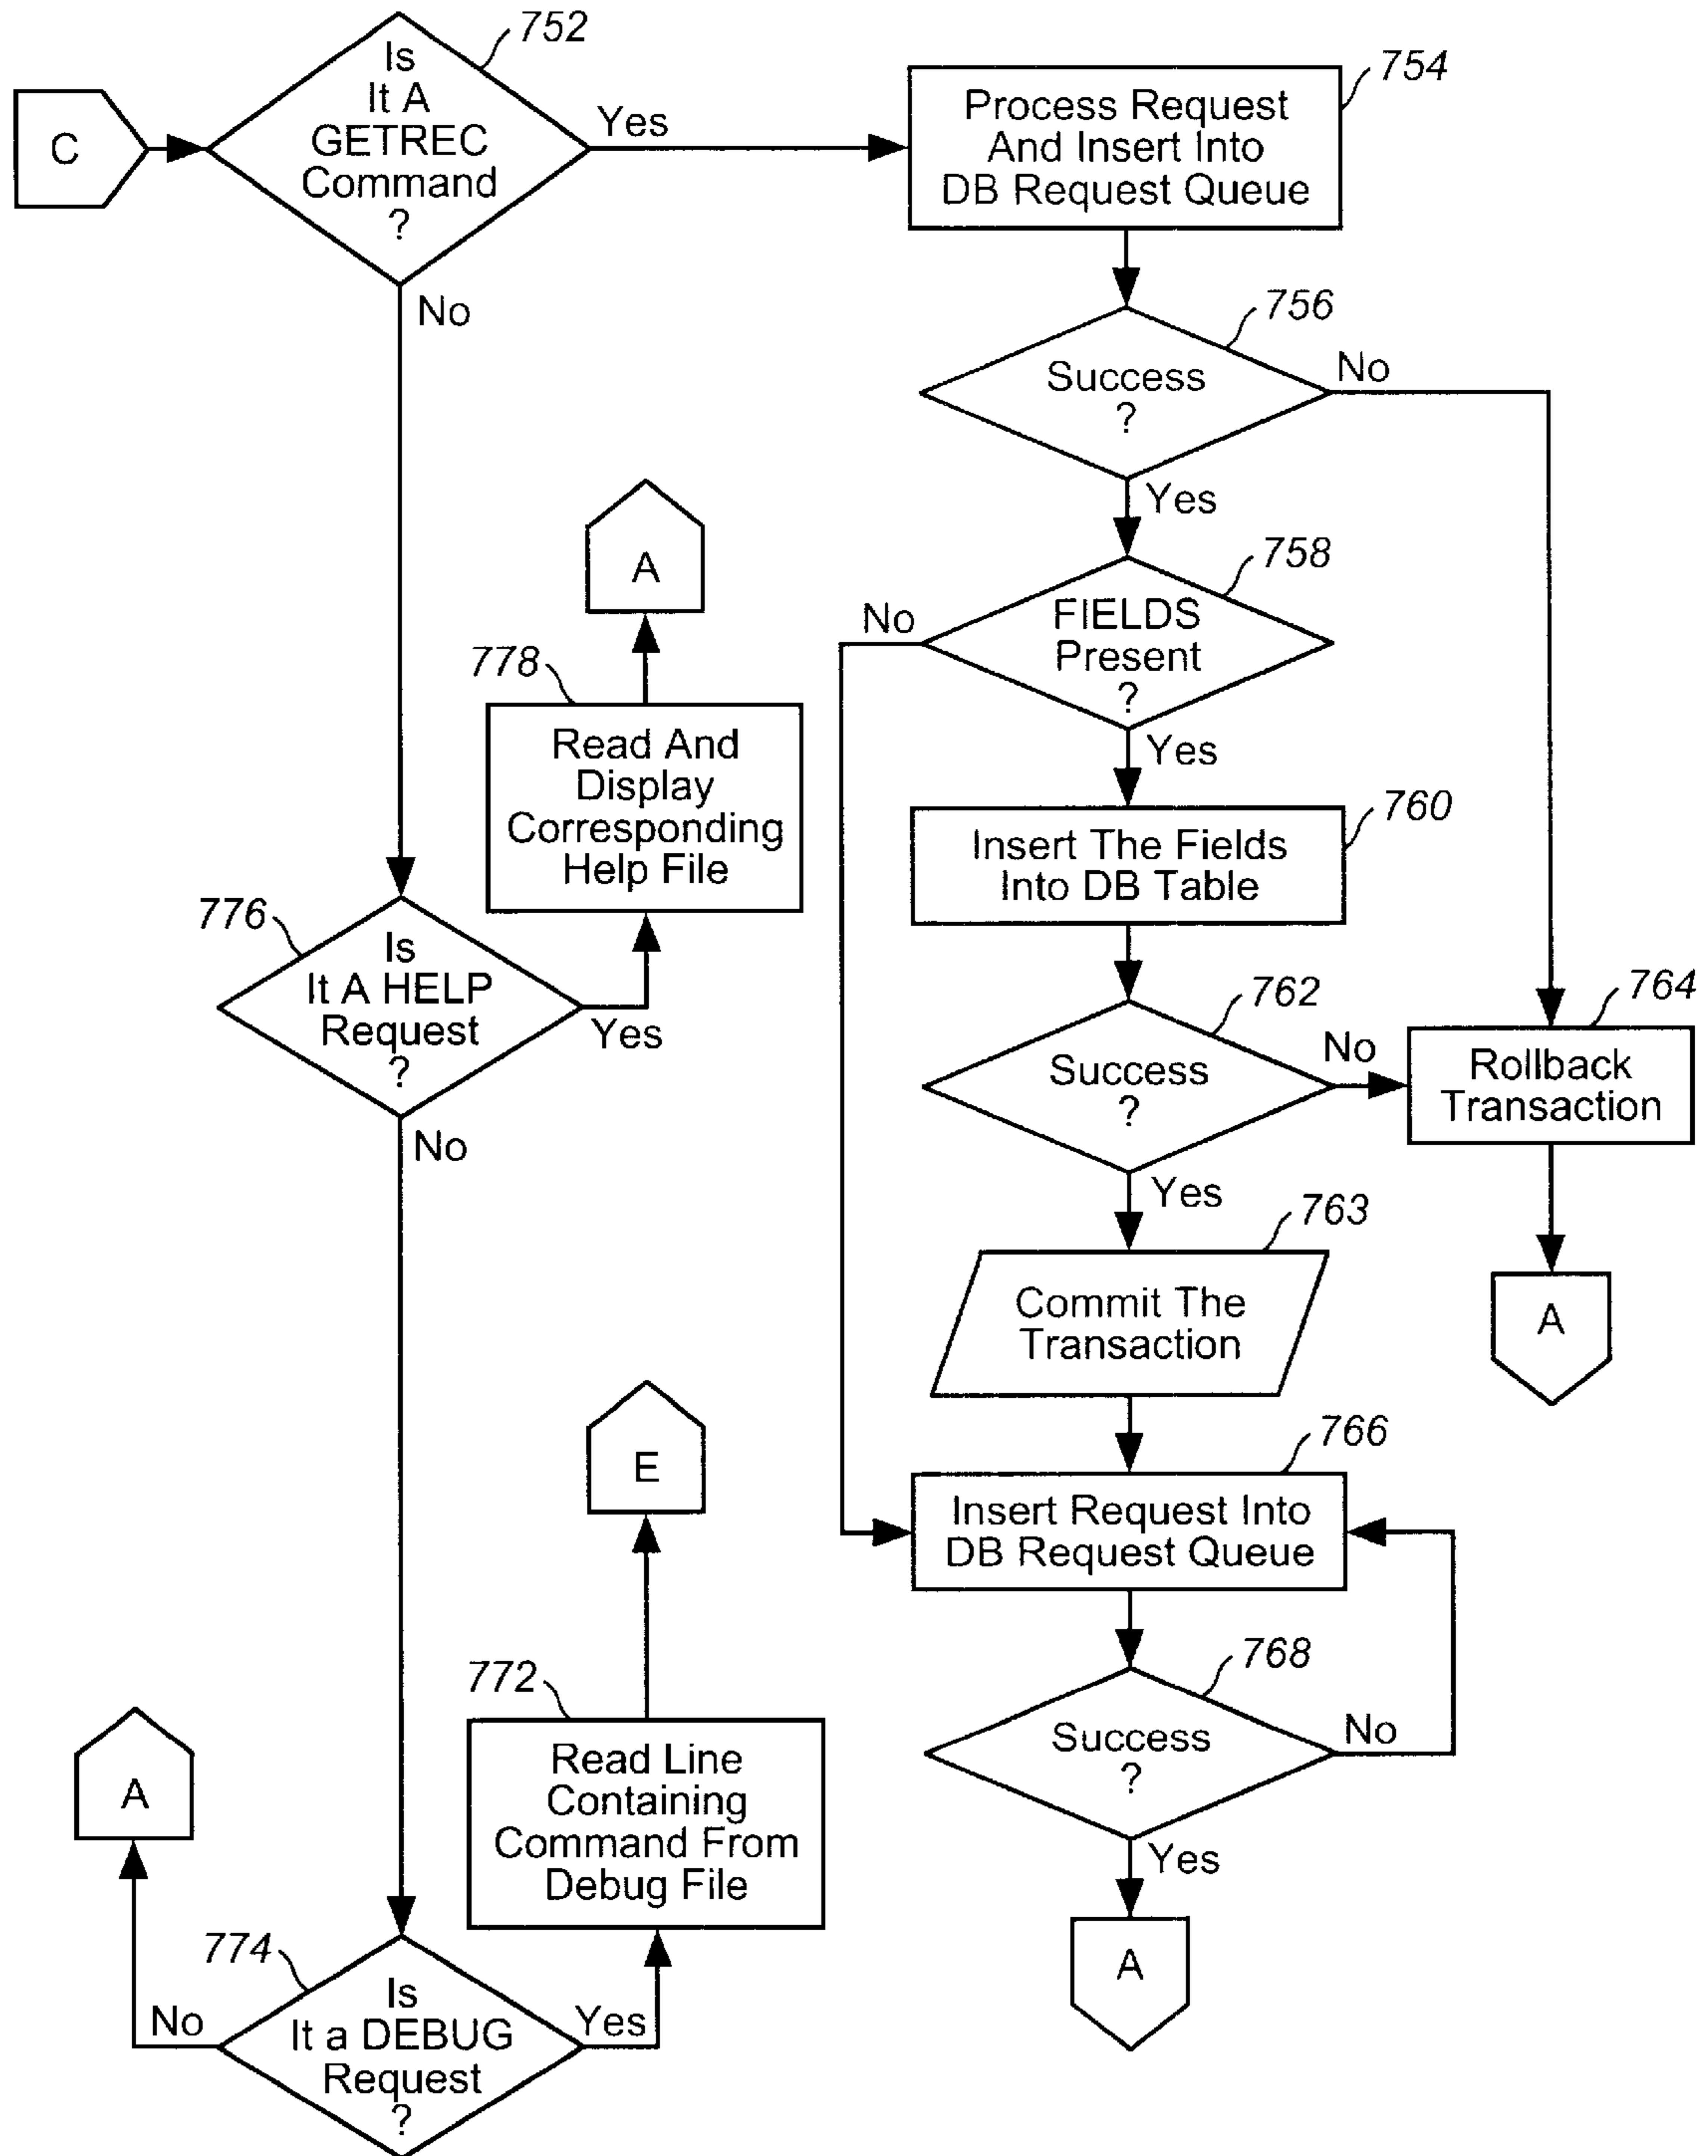 752
Is
It A
GETREC
Command
?
C
Yes
No
754
Process Request
And Insert Into
DB Request Queue
756
Success
?
No
Yes
758
FIELDS
Present
?
No
Yes
760
Insert The Fields
Into DB Table
762
Success
?
No
Yes
764
Rollback
Transaction
A
763
Commit The
Transaction
766
Insert Request Into
DB Request Queue
768
Success
?
No
Yes
A
A
778
Read And
Display
Corresponding
Help File
776
Is
It A HELP
Request
?
Yes
No
E
772
Read Line
Containing
Command From
Debug File
A
774
Is
It a DEBUG
Request
?
No
Yes